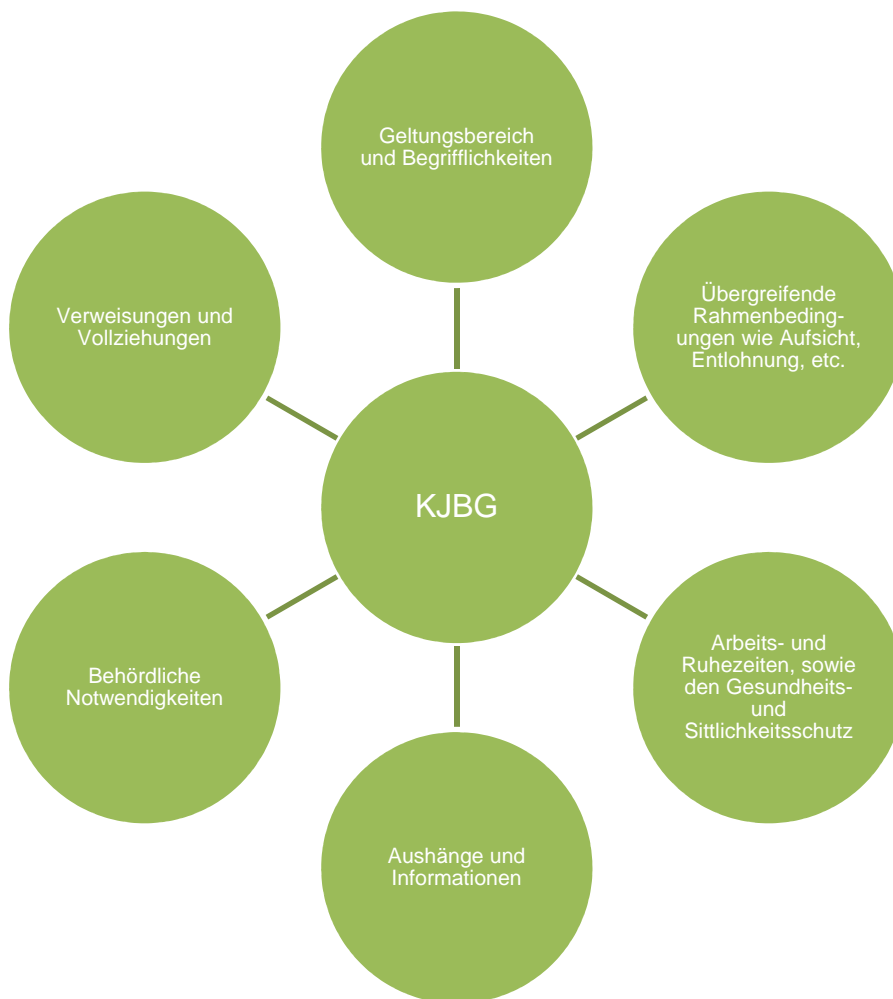 Geltungsbereich
und Begrifflichkeiten
Verweisungen und
Vollziehungen
Übergreifende
Rahmenbeding-
ungen wie Aufsicht,
Entlohnung, etc.
KJBG
Behördliche
Notwendigkeiten
Arbeits- und
Ruhezeiten, sowie
den Gesundheits-
und
Sittlichkeitsschutz
Aushänge und
Informationen